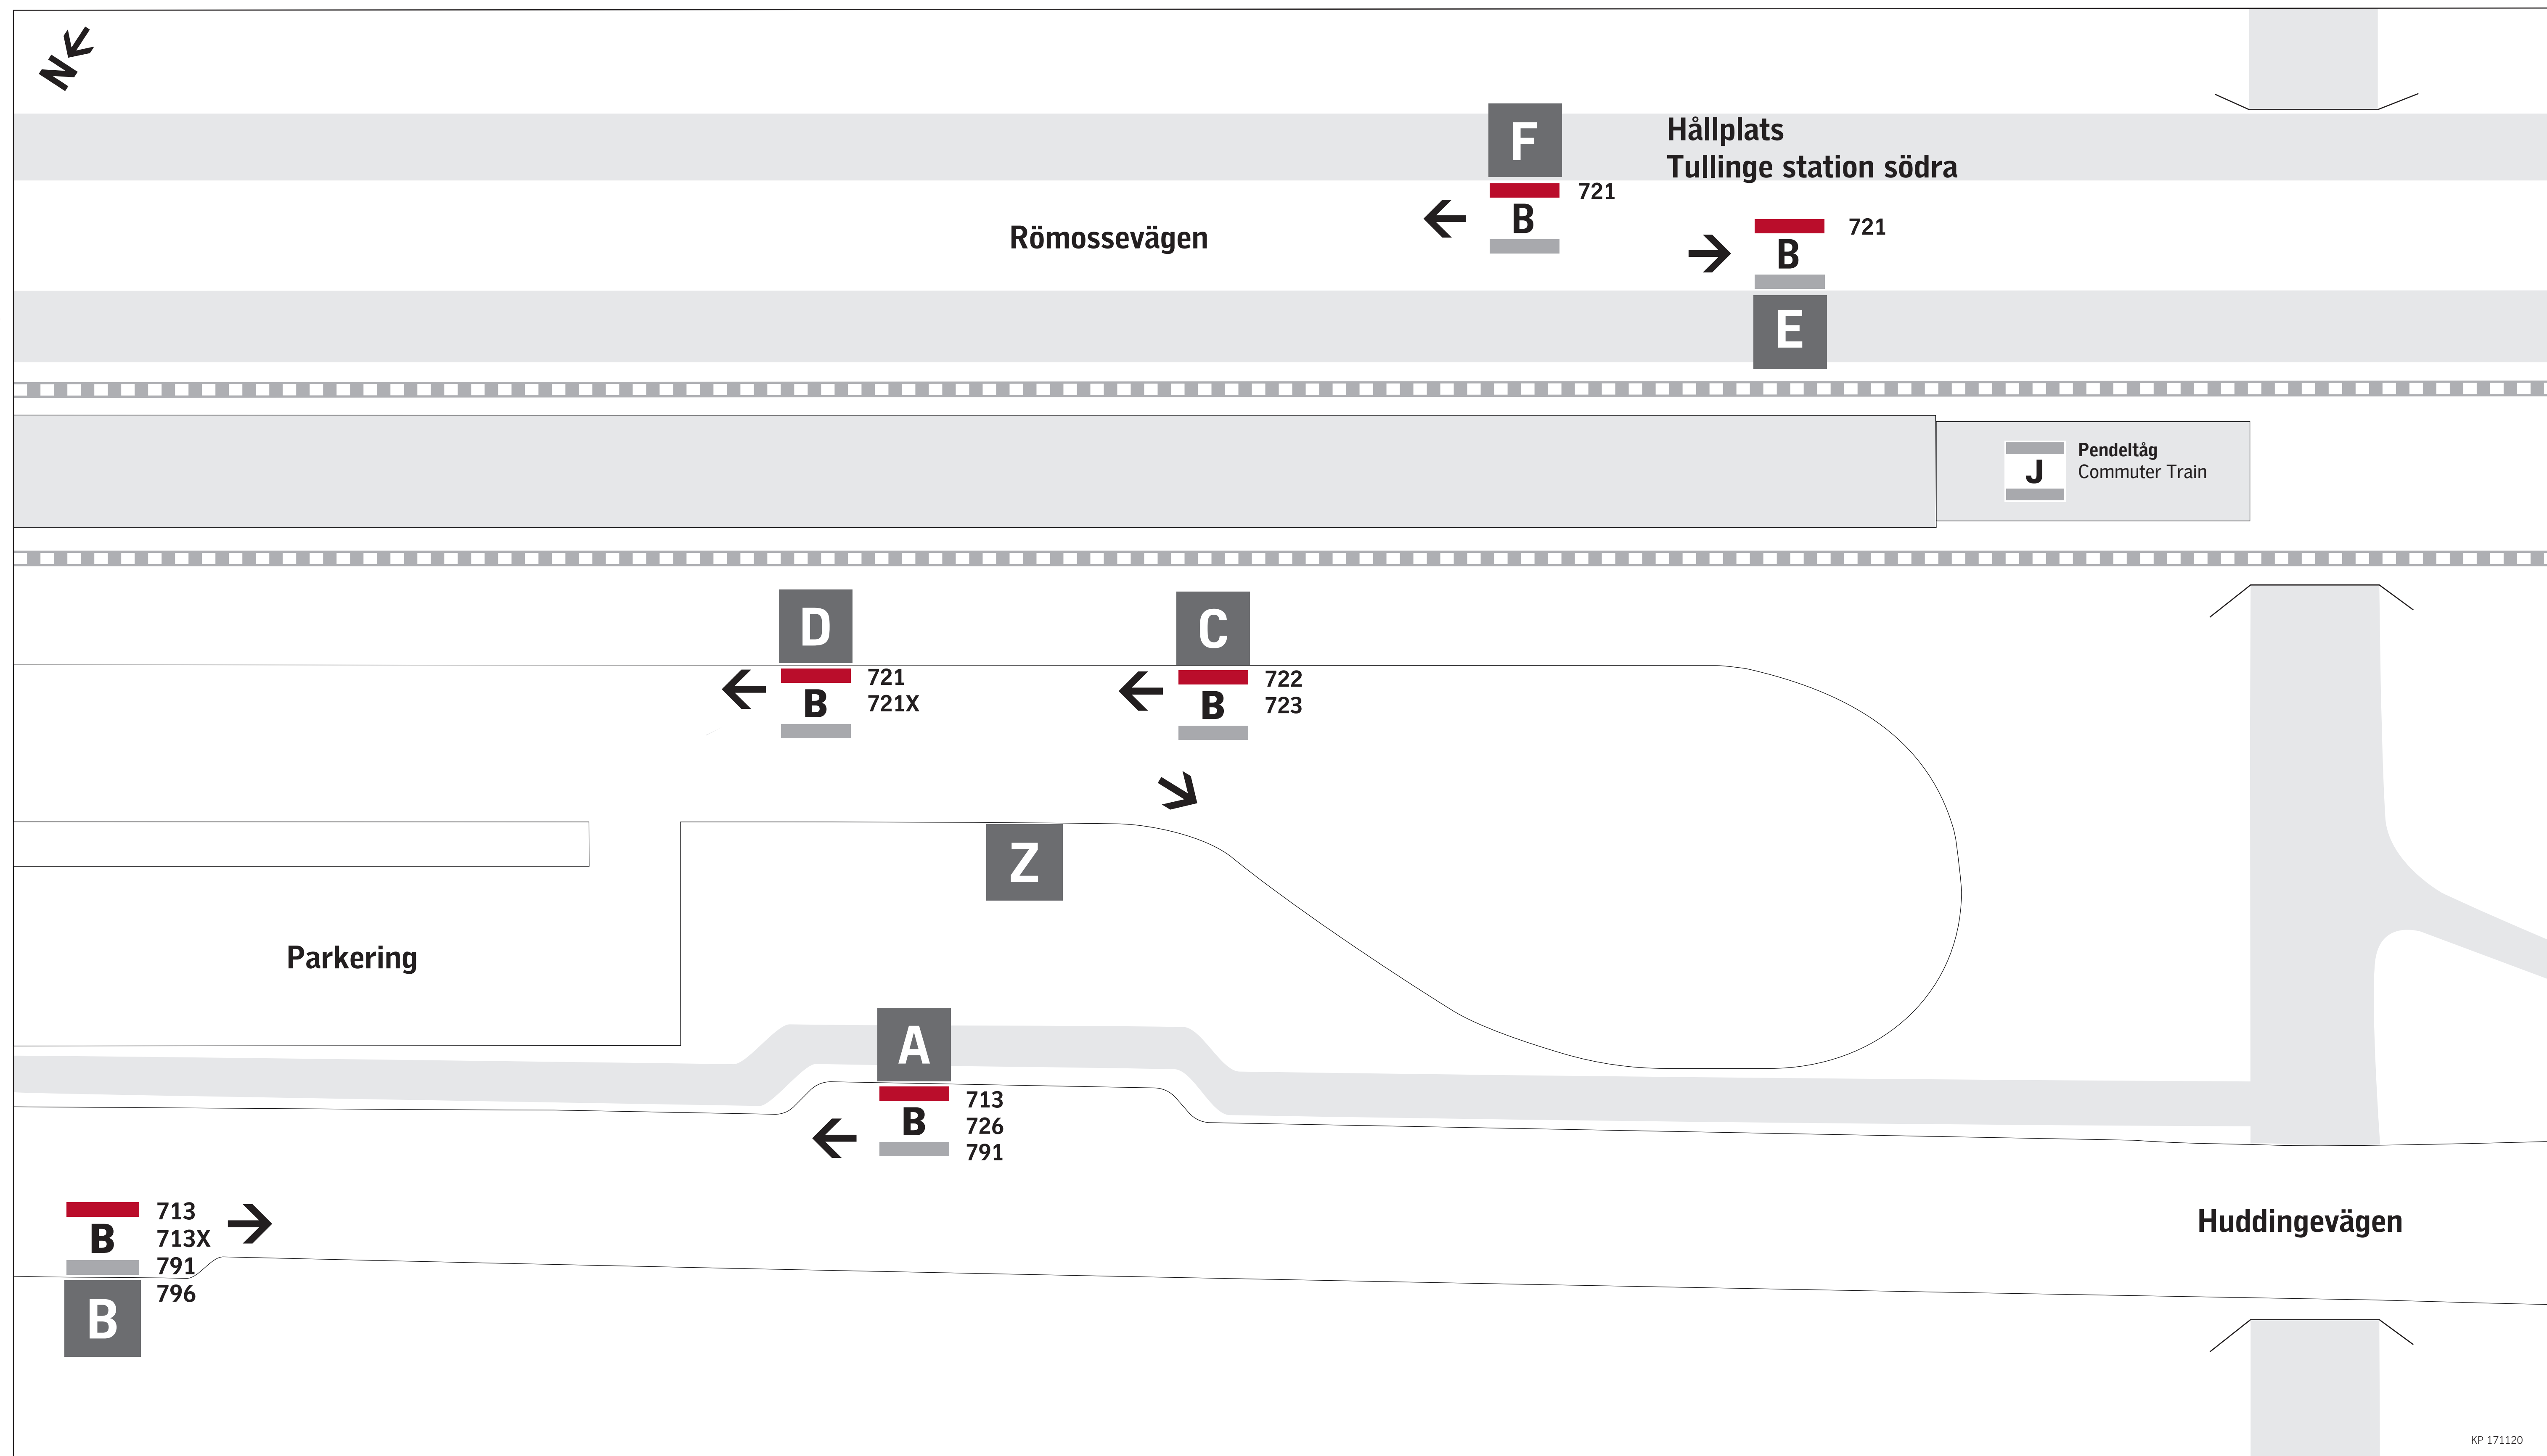 N
F
Hållplats
Tullinge station södra
721
B
Römossevägen
721
B
E
J
Pendeltåg
Commuter Train
D
721
721X
B
C
722
723
B
Z
Parkering
A
713
726
791
B
713
713X
791
796
B
B
Huddingevägen
KP 171120